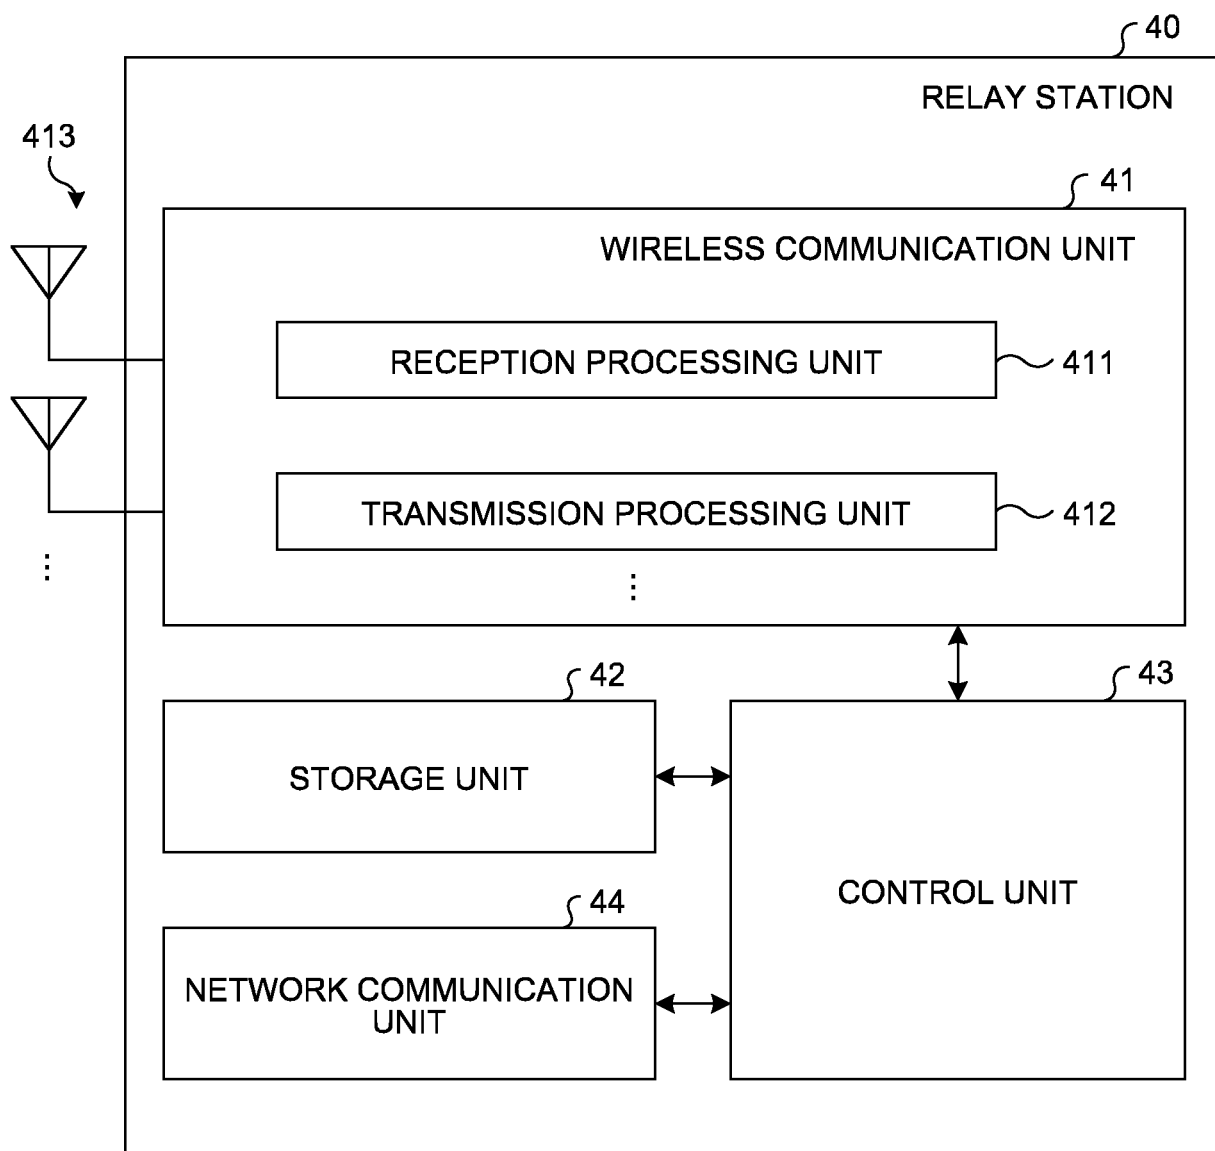 40
RELAY STATION
413
41
WIRELESS COMMUNICATION UNIT
RECEPTION PROCESSING UNIT
411
TRANSMISSION PROCESSING UNIT
412
⋮
⋮
42
43
STORAGE UNIT
CONTROL UNIT
44
NETWORK COMMUNICATION
UNIT